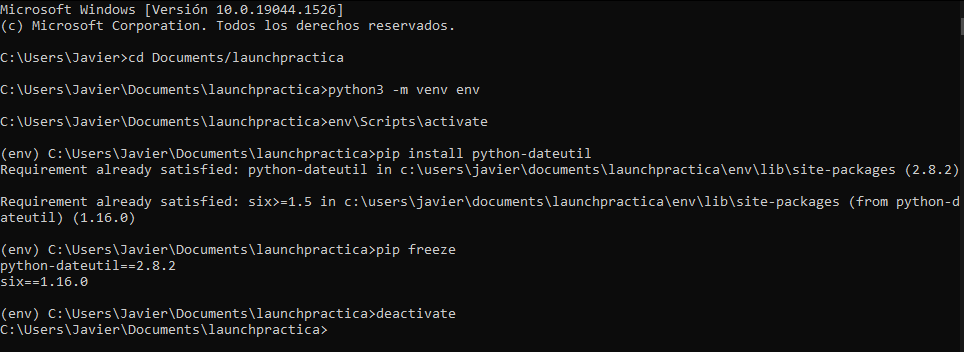 Microsoft Windows [Versión 10.0.19044.1526]
(c) Microsoft Corporation. Todos los derechos reservados.
C:\Users\Javier>cd Documents/launchpractica
C:\Users\Javier\Documents\launchpractica>python3 -m venv env
C:\Users\Javier\Documents\launchpractica>env\Scripts\activate
(env) C:\Users\Javier\Documents\launchpractica>pip install python-dateutil
Requirement already satisfied: python-dateutil in c:\users\javier\documents\launchpractica\env\lib\site-packages (2.8.2)
Requirement already satisfied: six>=1.5 in c:\users\javier\documents\launchpractica\env\lib\site-packages (from python-d
ateutil) (1.16.0)
(env) C:\Users\Javier\Documents\launchpractica>pip freeze
python-dateutil==2.8.2
six==1.16.0
(env) C:\Users\Javier\Documents\launchpractica>deactivate
C:\Users\Javier\Documents\launchpractica>